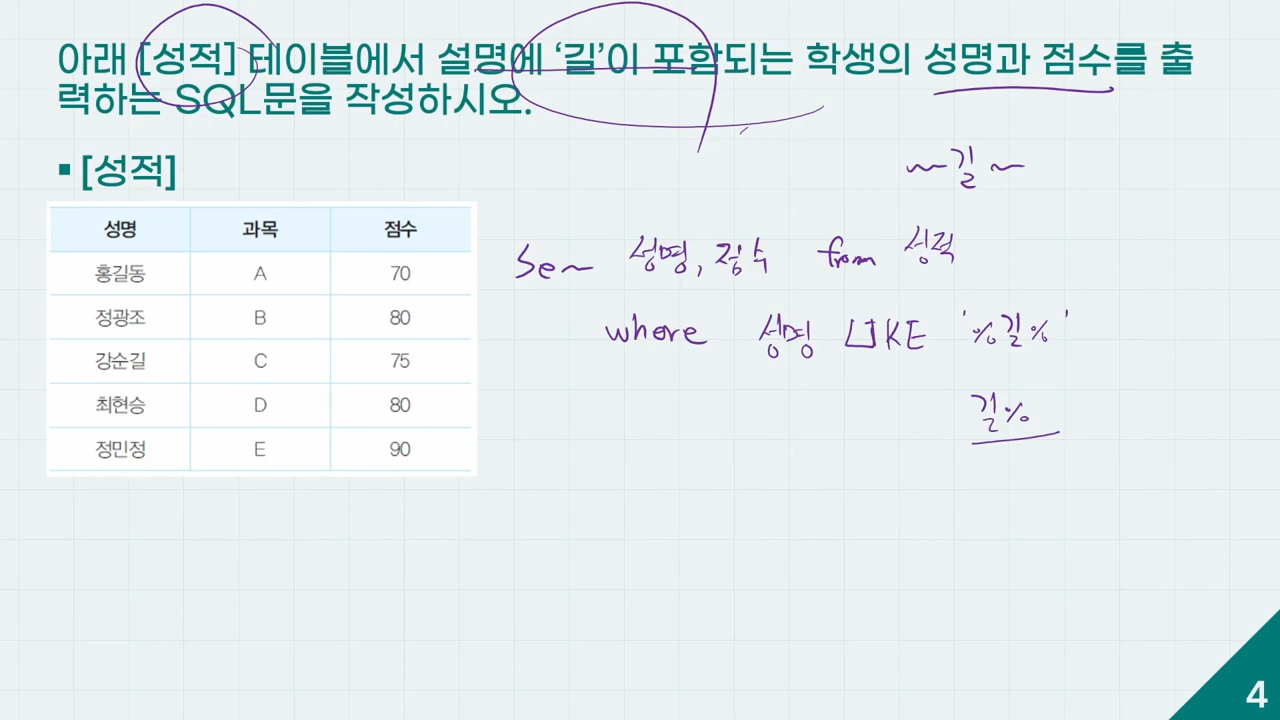 아래 [성적] 테이블에서 설명에 ‘길’이 포함되는 학생의 성명과 점수를 출
력하는 SQL문을 작성하시오.
▪ [성적]
성명 과목 점수
홍길동 A 70
정광조 B 80
강순길 C 75
최현승 D 80
정민정 E 90
~길~
Se~ 성명, 점수 from 성적
where 성명 LIKE '%길%'
길%
4